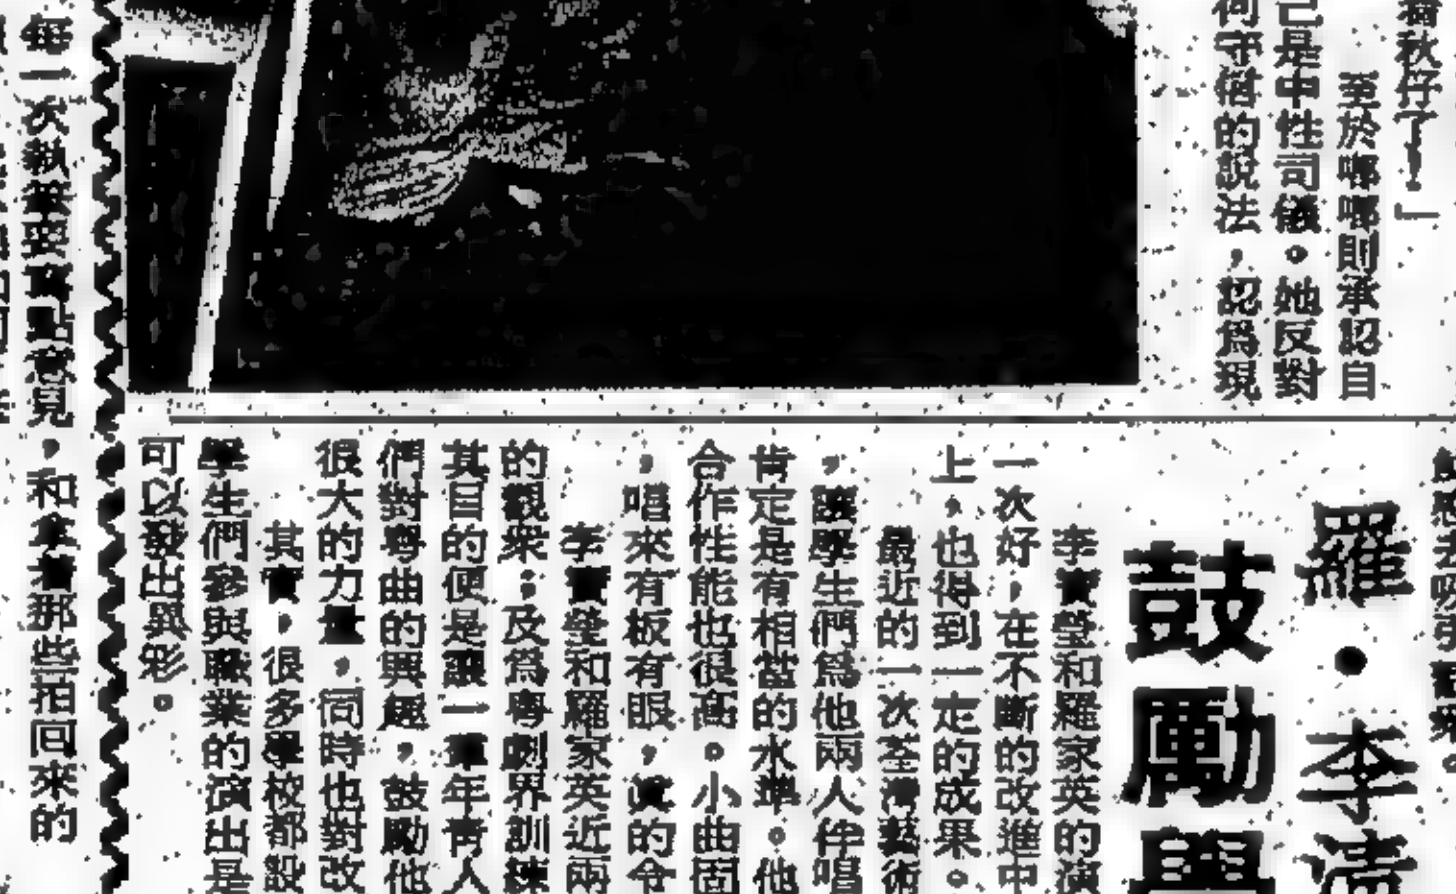 秋好了!」
至於嘟嘟則承認自
己是中性司儀。她反對
何守信的說法,認為現
羅・李清
鼓勵學
李寶瑩和羅家英的演
一次好,在不斷的改進中
上,也得到一定的成果。
最近的一次荃灣藝術
,讓學生們為他兩人伴唱
肯定是有相當的水準。他
合作性能也很高。小曲固
,唱來有板有眼,真的令
李寶瑩和羅家英近兩
的觀衆;及為粵劇界訓練
其目的便是讓一羣年青人
們對粵曲的興趣,鼓勵他
很大的力量,同時也對改
其實,很多學校都設
學生們參與職業的演出是
可以發出異彩。
每一次執筆要寫點意見,和拿着那些拍回來的